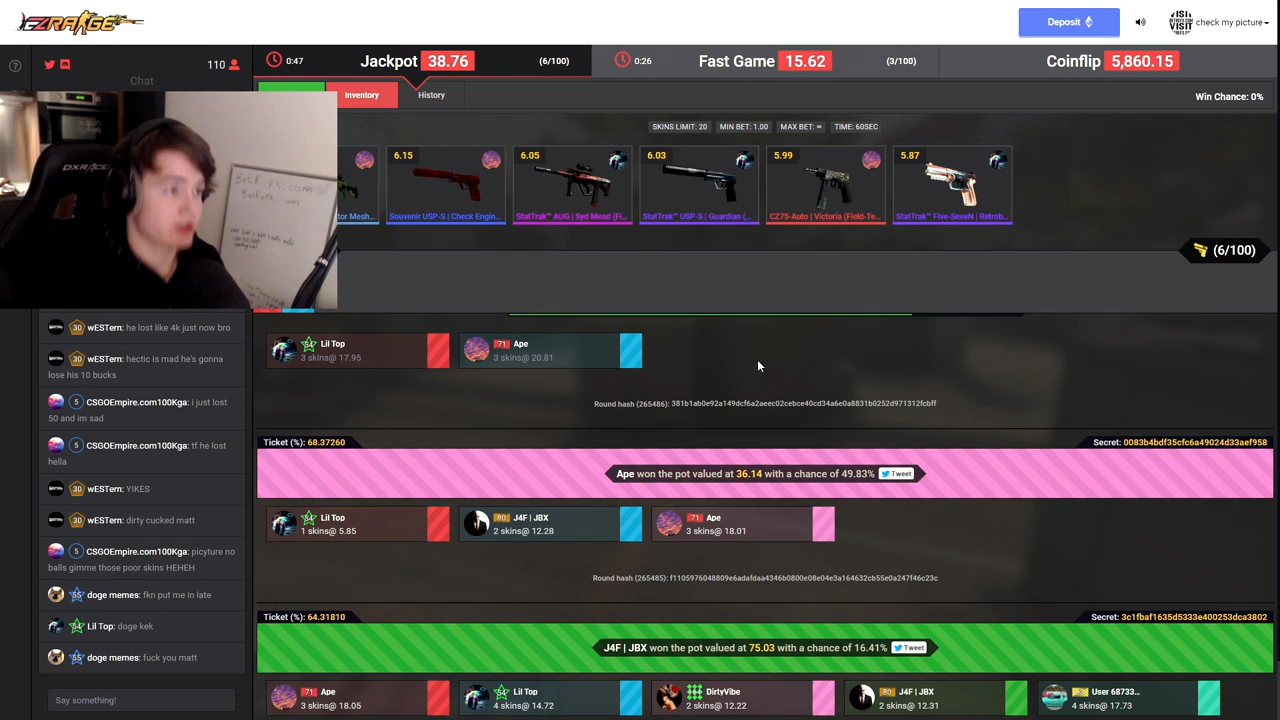 EZRAGE
Deposit
VISIT
check my picture
110
Chat
0:47
Jackpot 38.76
(6/100)
0:26
Fast Game 15.62
(3/100)
Coinflip 5,860.15
Inventory
History
Win Chance: 0%
SKINS LIMIT: 20
MIN BET: 1.00
MAX BET: ∞
TIME: 60SEC
DXRACER
6.15
6.05
6.03
5.99
5.87
tor Mesh...
Souvenir USP-S | Check Engin...
StatTrak™ AUG | Syd Mead (Fi...
StatTrak™ USP-S | Guardian (...
CZ75-Auto | Victoria (Field-Te...
StatTrak™ Five-SeveN | Retrob...
(6/100)
30 wESTern: he lost like 4k just now bro
30 wESTern: hectic is mad he's gonna
lose his 10 bucks
5 CSGOEmpire.com100Kga: i just lost
50 and im sad
5 CSGOEmpire.com100Kga: tf he lost
hella
30 wESTern: YIKES
30 wESTern: dirty cucked matt
5 CSGOEmpire.com100Kga: picyture no
balls gimme those poor skins HEHEH
55 doge memes: fkn put me in late
54 Lil Top: doge kek
55 doge memes: fuck you matt
Say something!
54 Lil Top
3 skins@ 17.95
71 Ape
3 skins@ 20.81
Round hash (265486): 381b1ab0e92a149dcf6a2aeec02cebce40cd34a6e0a8831b0252d971312fcbff
Ticket (%): 68.37260
Secret: 0083b4bdf35cfc6a49024d33aef958
Ape won the pot valued at 36.14 with a chance of 49.83% Tweet
54 Lil Top
1 skins@ 5.85
80 J4F | JBX
2 skins@ 12.28
71 Ape
3 skins@ 18.01
Round hash (265485): f1105976048809e6adafdaa4346b0800e08e04e3a164632cb55e0a247f46c23c
Ticket (%): 64.31810
Secret: 3c1fbaf1635d5333e400253dca3802
J4F | JBX won the pot valued at 75.03 with a chance of 16.41% Tweet
71 Ape
3 skins@ 18.05
54 Lil Top
4 skins@ 14.72
DirtyVibe
2 skins@ 12.22
80 J4F | JBX
2 skins@ 12.31
User 68733...
4 skins@ 17.73